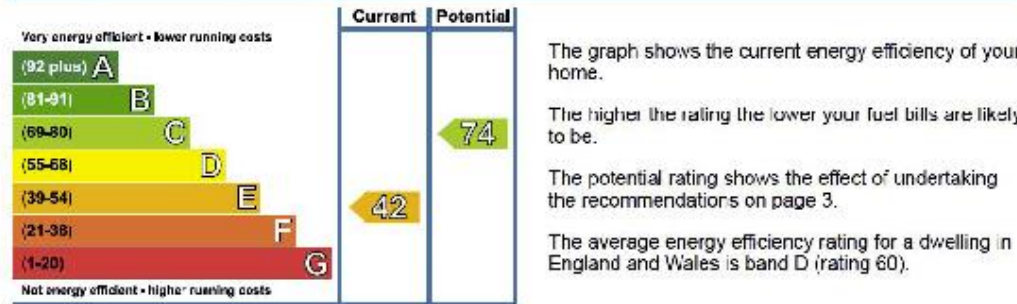 Current Potential
Very energy efficient - lower running costs
(92 plus) A
(81-91) B
(69-80) C
74
(55-68) D
(39-54) E
42
(21-38) F
(1-20) G
Not energy efficient - higher running costs
The graph shows the current energy efficiency of your
home.
The higher the rating the lower your fuel bills are likely
to be.
The potential rating shows the effect of undertaking
the recommendations on page 3.
The average energy efficiency rating for a dwelling in
England and Wales is band D (rating 60).